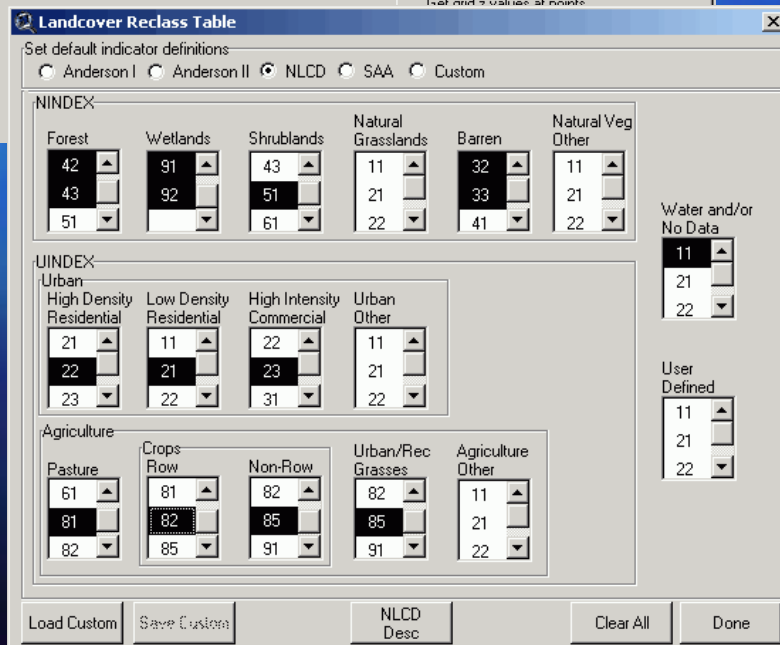 Get grid z values at points
Landcover Reclass Table
Set default indicator definitions
Anderson I Anderson II NLCD SAA Custom
NINDEX
Forest Wetlands Shrublands Natural Grasslands Barren Natural Veg Other
42 91 43 11 32 11
43 92 51 21 33 21
51 61 22 41 22
Water and/or No Data
11
21
22
UINDEX
Urban
High Density Residential Low Density Residential High Intensity Commercial Urban Other
21 11 22 11
22 21 23 21
23 22 31 22
User Defined
11
21
22
Agriculture
Crops
Pasture Row Non-Row Urban/Rec Grasses Agriculture Other
61 81 82 82 11
81 82 85 85 21
82 85 91 91 22
Load Custom Save Custom NLCD Desc Clear All Done